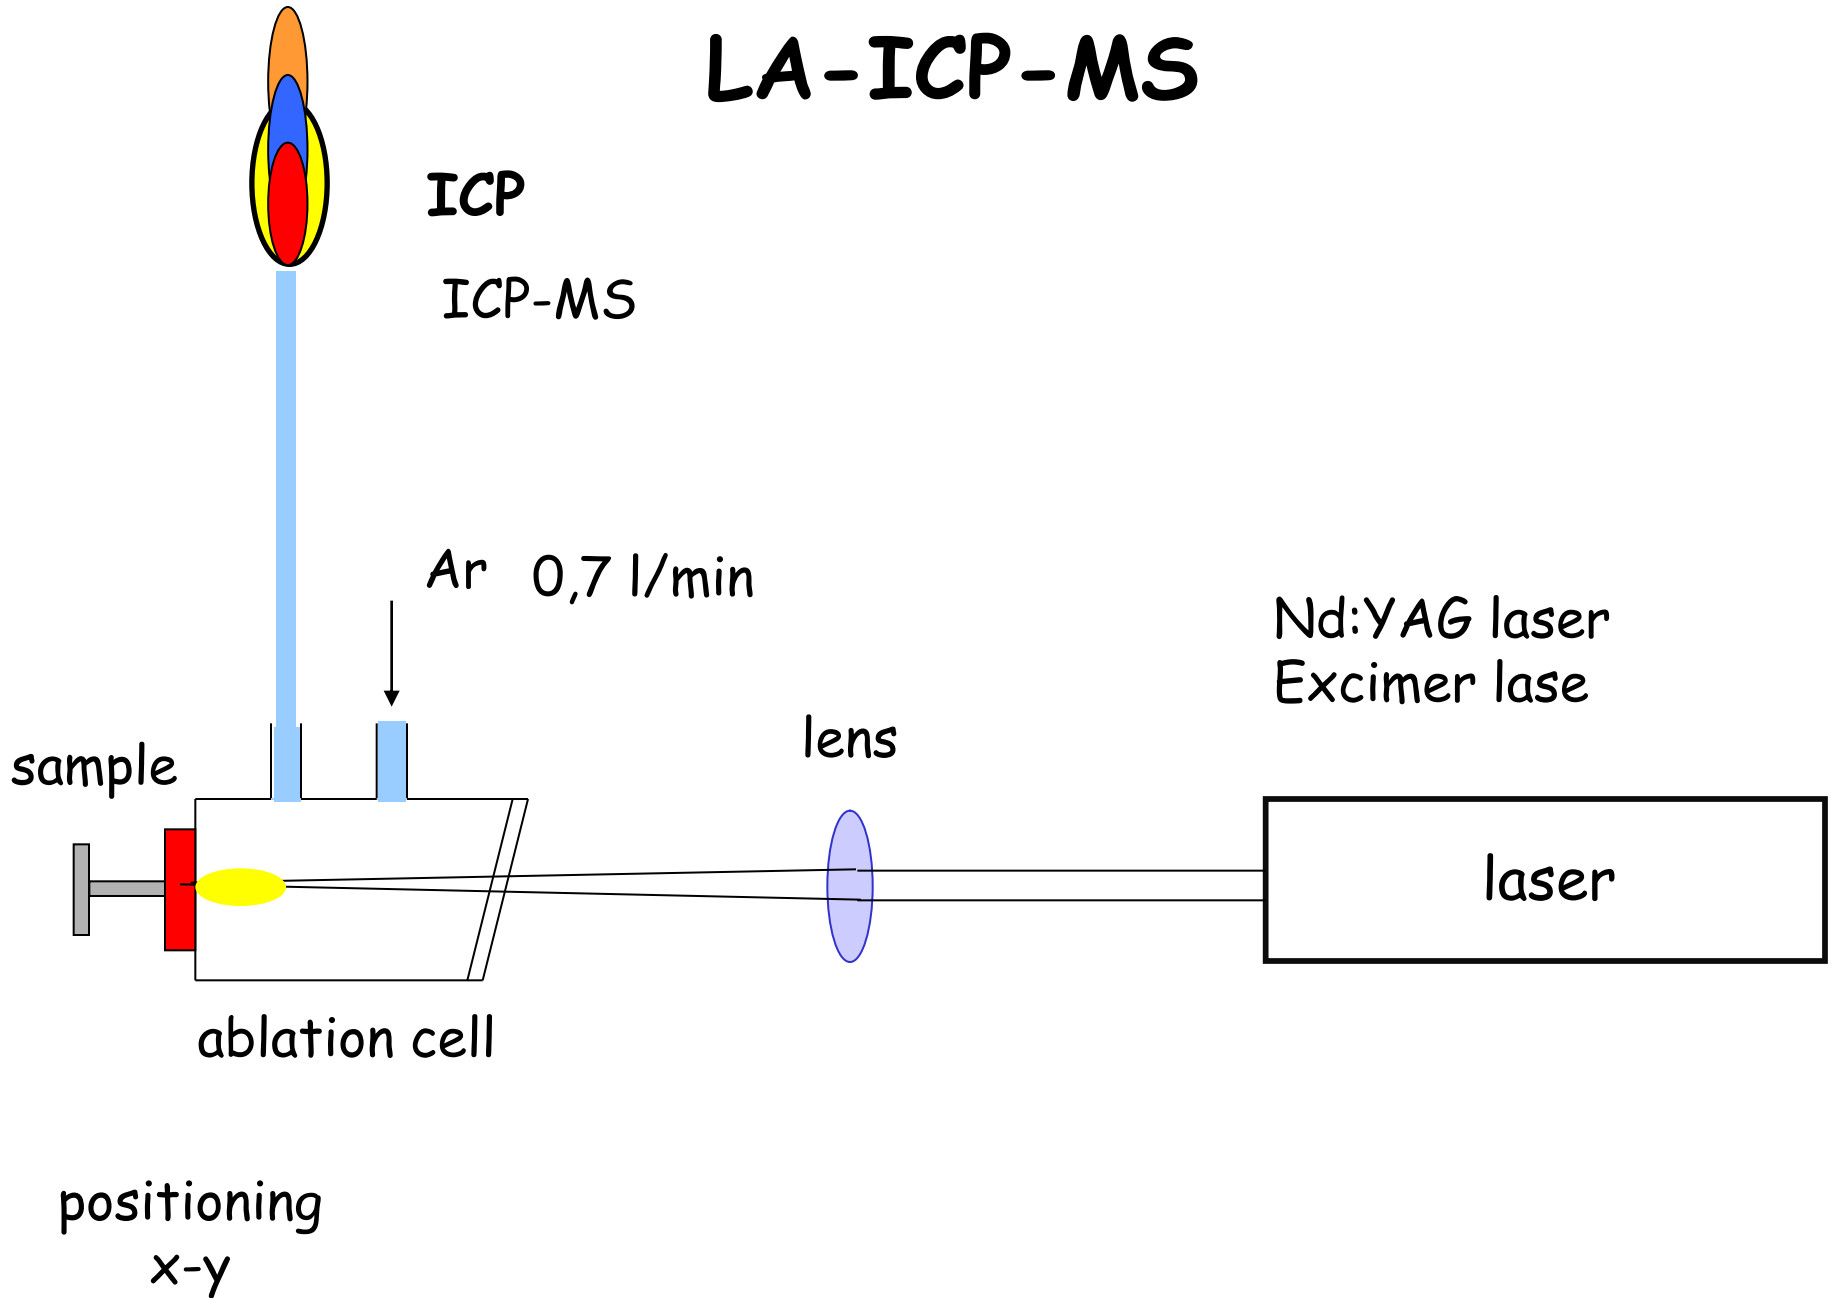 LA-ICP-MS
ICP
ICP-MS
Ar 0,7 l/min
Nd:YAG laser
Excimer lase
lens
sample
laser
ablation cell
positioning
x-y